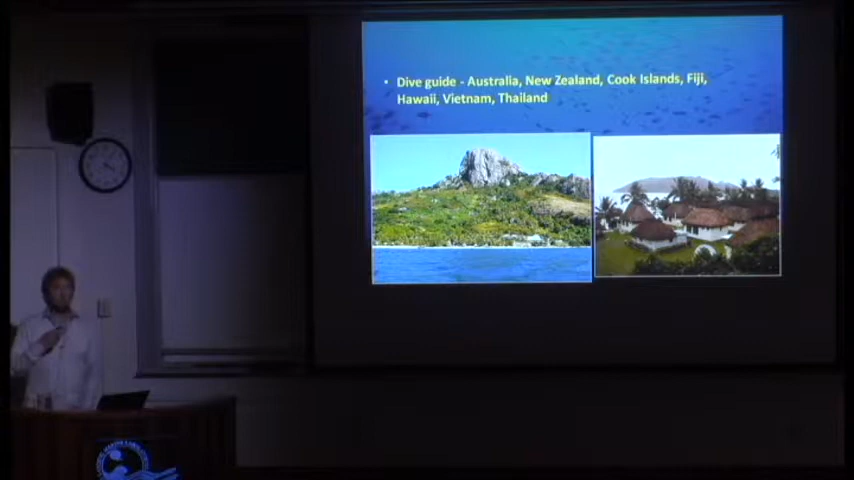 • Dive guide - Australia, New Zealand, Cook Islands, Fiji,
Hawaii, Vietnam, Thailand